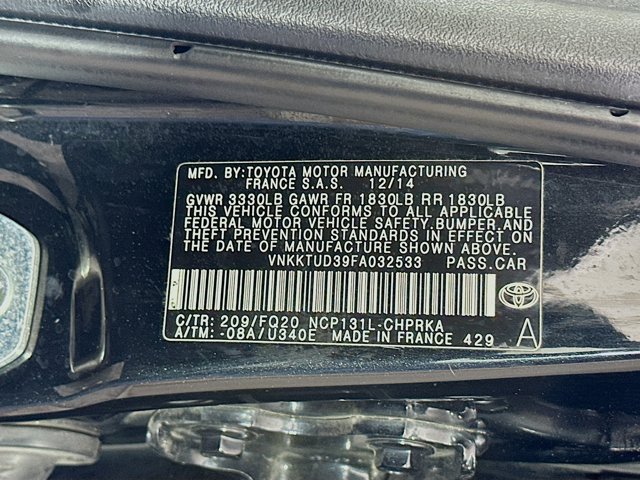 MFD. BY:TOYOTA MOTOR MANUFACTURING
FRANCE S.A.S. 12/14
GVWR 3330LB GAWR FR 1830LB RR 1830LB
THIS VEHICLE CONFORMS TO ALL APPLICABLE
FEDERAL MOTOR VEHICLE SAFETY,BUMPER,AND
THEFT PREVENTION STANDARDS IN EFFECT ON
THE DATE OF MANUFACTURE SHOWN ABOVE.
VNKKTUD39FA032533 PASS.CAR
C/TR: 209/FQ20 NCP131L-CHPRKA
A/TM: -08A/U340E MADE IN FRANCE 429 A